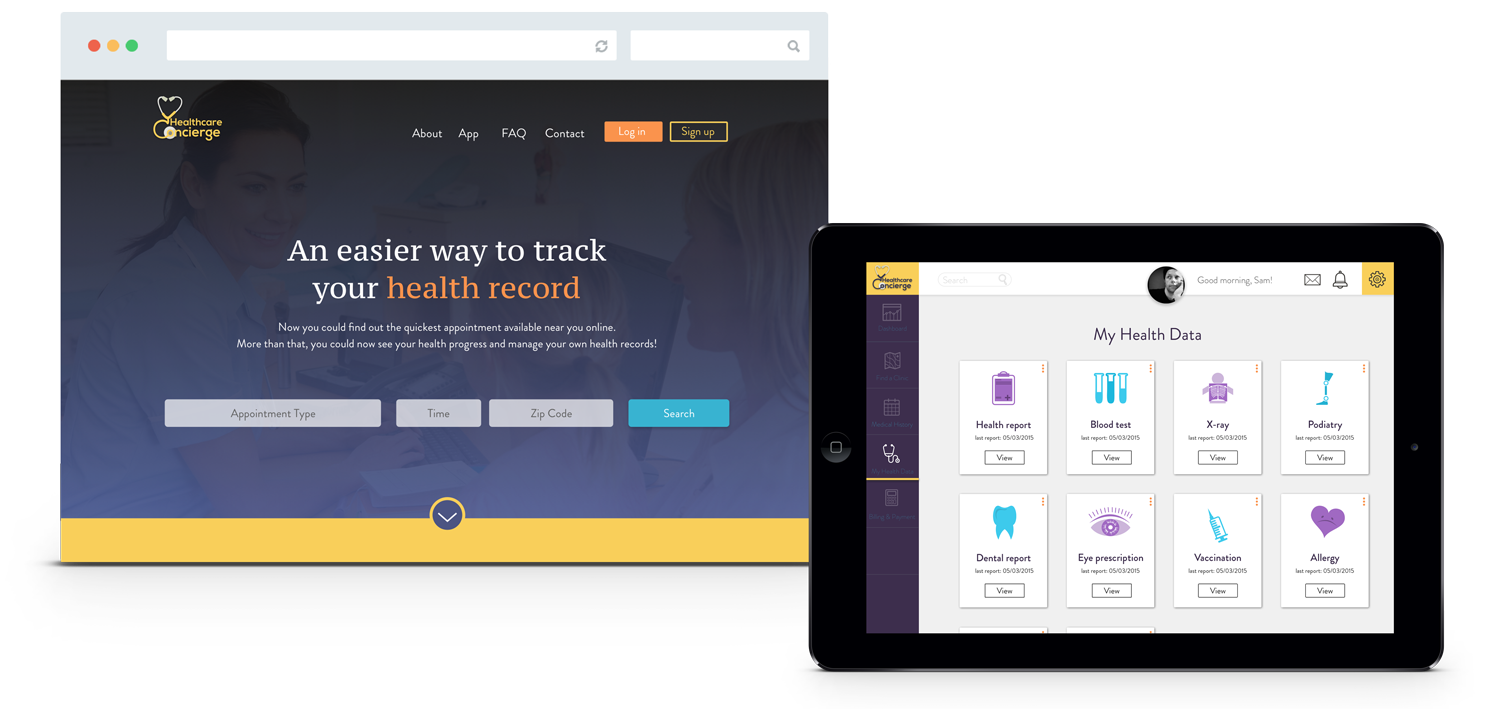 Healthcare
Concierge
About App FAQ Contact Log in Sign up
An easier way to track
your health record
Now you could find out the quickest appointment available near you online.
More than that, you could now see your health progress and manage your own health records!
Appointment Type Time Zip Code Search
Healthcare
Concierge
Search
Good morning, Sam!
Dashboard
Find a Clinic
Medical History
My Health Data
Billing & Payment
My Health Data
Health report
last report: 05/03/2015
View
Blood test
last report: 05/03/2015
View
X-ray
last report: 05/03/2015
View
Podiatry
last report: 05/03/2015
View
Dental report
last report: 05/03/2015
View
Eye prescription
last report: 05/03/2015
View
Vaccination
last report: 05/03/2015
View
Allergy
last report: 05/03/2015
View